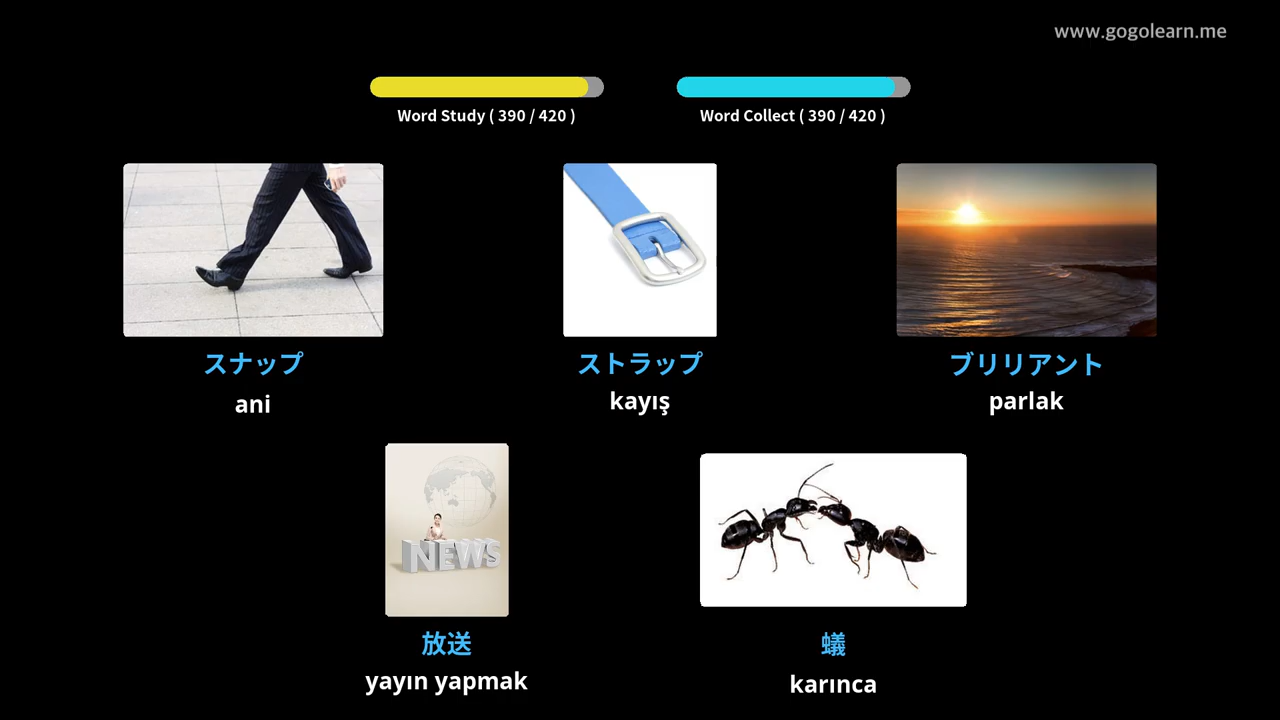 www.gogolearn.me
Word Study ( 390 / 420 )
Word Collect ( 390 / 420 )
スナップ
ani
ストラップ
kayış
ブリリアント
parlak
NEWS
放送
yayın yapmak
蟻
karınca